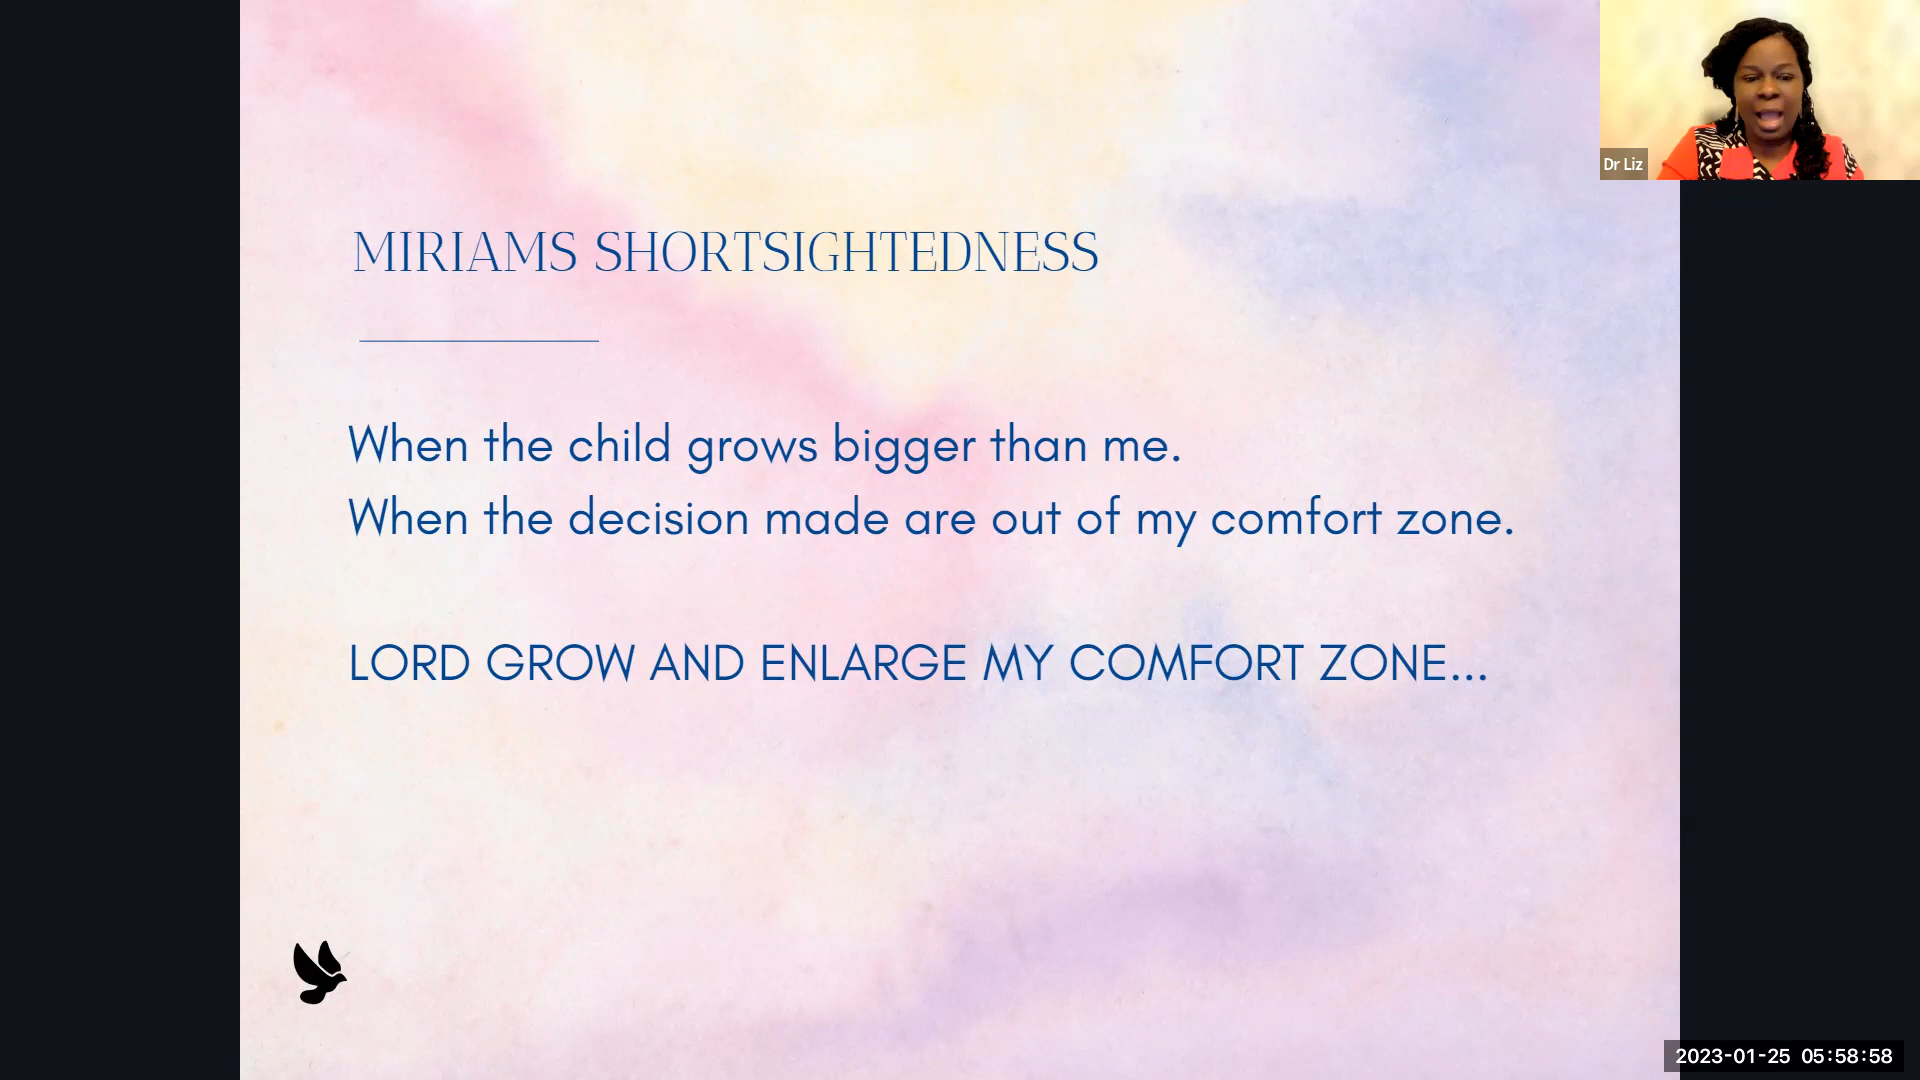 MIRIAMS SHORTSIGHTEDNESS
When the child grows bigger than me.
When the decision made are out of my comfort zone.
LORD GROW AND ENLARGE MY COMFORT ZONE...
Dr Liz
2023-01-25 05:58:58